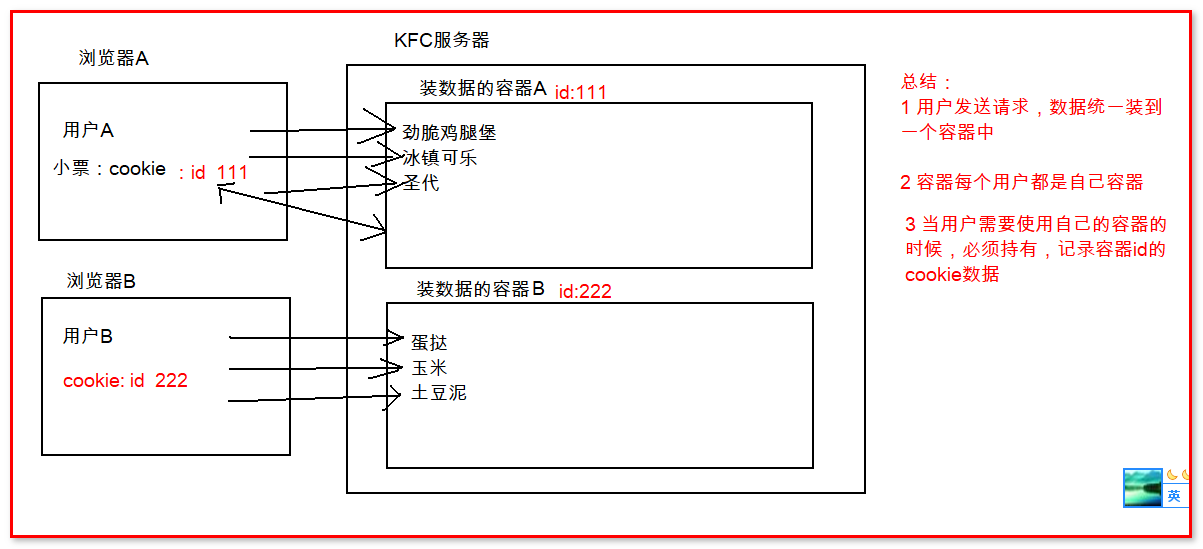 浏览器A
用户A
小票：cookie ：id 111
浏览器B
用户B
cookie: id 222
KFC服务器
装数据的容器A id:111
劲脆鸡腿堡
冰镇可乐
圣代
装数据的容器B id:222
蛋挞
玉米
土豆泥
总结：
1 用户发送请求，数据统一装到
一个容器中
2 容器每个用户都是自己容器
3 当用户需要使用自己的容器的
时候，必须持有，记录容器id的
cookie数据
英